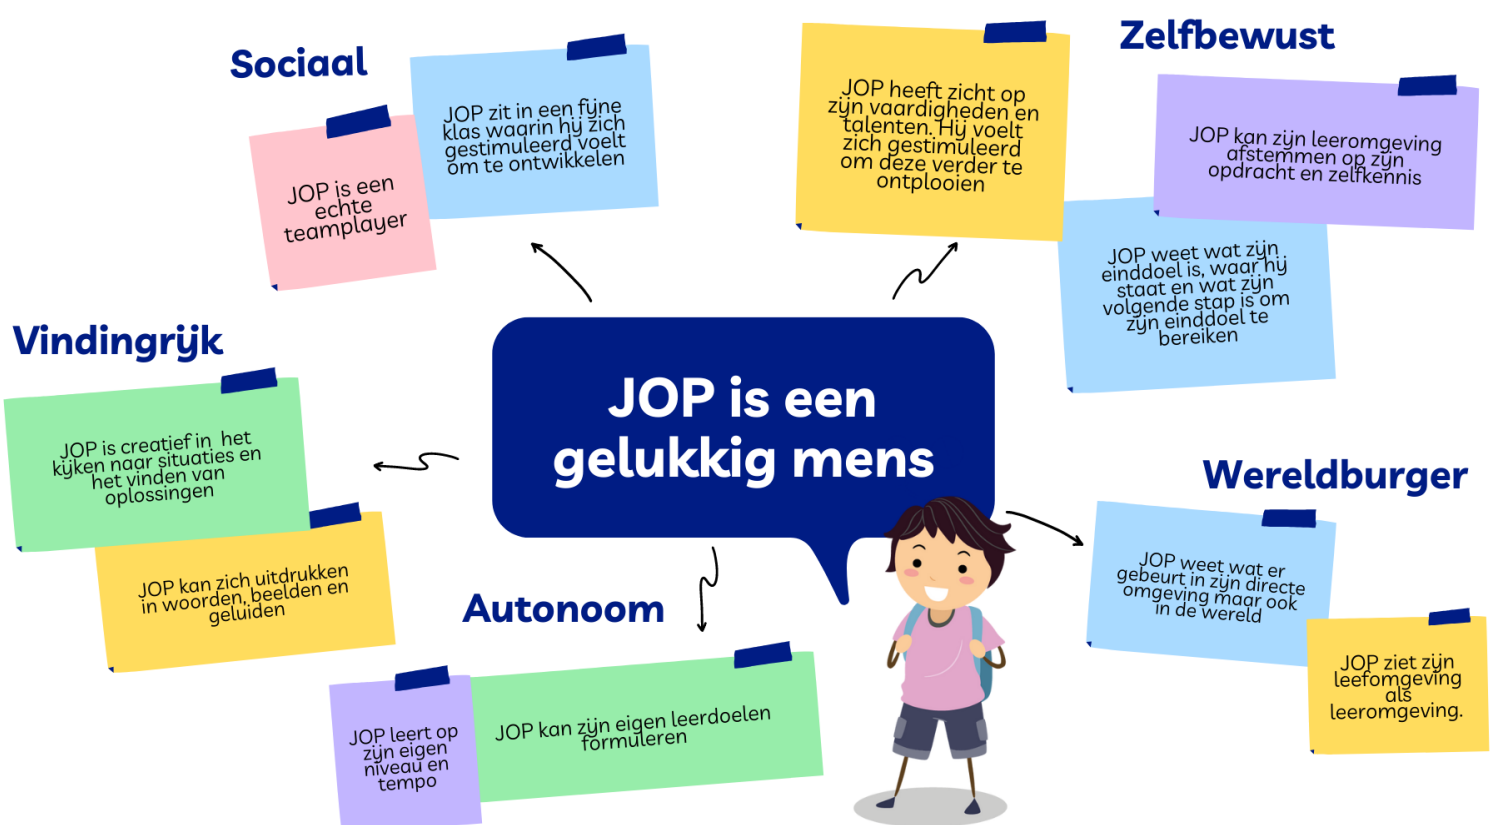 Sociaal
JOP is een
echte
teamplayer
JOP zit in een fijne
klas waarin hij zich
gestimuleerd voelt
om te ontwikkelen
Zelfbewust
JOP heeft zicht op
zijn vaardigheden en
talenten. Hij voelt
zich gestimuleerd
om deze verder te
ontplooien
JOP kan zijn leeromgeving
afstemmen op zijn
opdracht en zelfkennis
JOP weet wat zijn
einddoel is, waar hij
staat en wat zijn
volgende stap is om
zijn einddoel te
bereiken
Vindingrijk
JOP is creatief in het
kijken naar situaties en
het vinden van
oplossingen
JOP kan zich uitdrukken
in woorden, beelden en
geluiden
JOP is een
gelukkig mens
Wereldburger
JOP weet wat er
gebeurt in zijn directe
omgeving maar ook
in de wereld
JOP ziet zijn
leefomgeving
als
leeromgeving.
Autonoom
JOP leert op
zijn eigen
niveau en
tempo
JOP kan zijn eigen leerdoelen
formuleren